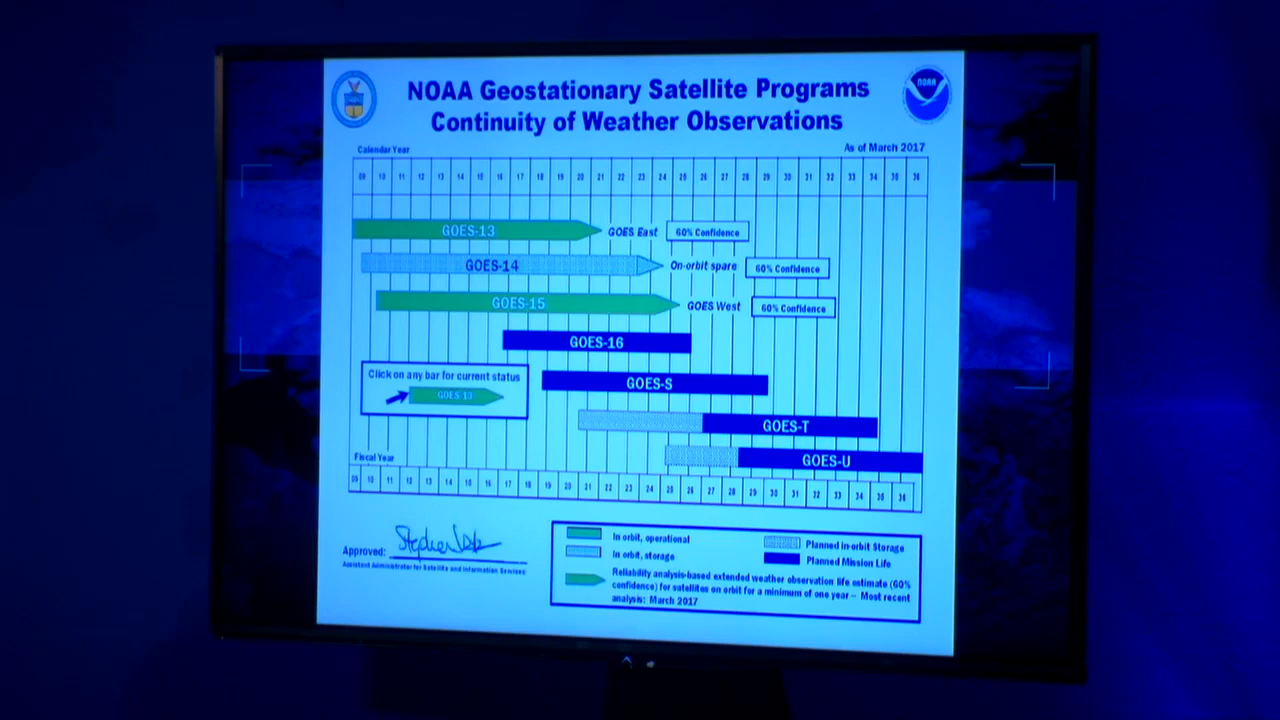 NOAA Geostationary Satellite Programs
Continuity of Weather Observations
NOAA
Calendar Year
As of March 2017
09 10 11 12 13 14 15 16 17 18 19 20 21 22 23 24 25 26 27 28 29 30 31 32 33 34 35 36
GOES-13 GOES East 60% Confidence
GOES-14 On-orbit spare 60% Confidence
GOES-15 GOES West 60% Confidence
GOES-16
Click on any bar for current status
GOES-S
GOES 13
GOES-T
GOES-U
Fiscal Year
09 10 11 12 13 14 15 16 17 18 19 20 21 22 23 24 25 26 27 28 29 30 31 32 33 34 35 36
Approved:
Assistant Administrator for Satellite and Information Services
In orbit, operational
Planned in-orbit Storage
In orbit, storage
Planned Mission Life
Reliability analysis-based extended weather observation life estimate (60%
confidence) for satellites on orbit for a minimum of one year – Most recent
analysis: March 2017